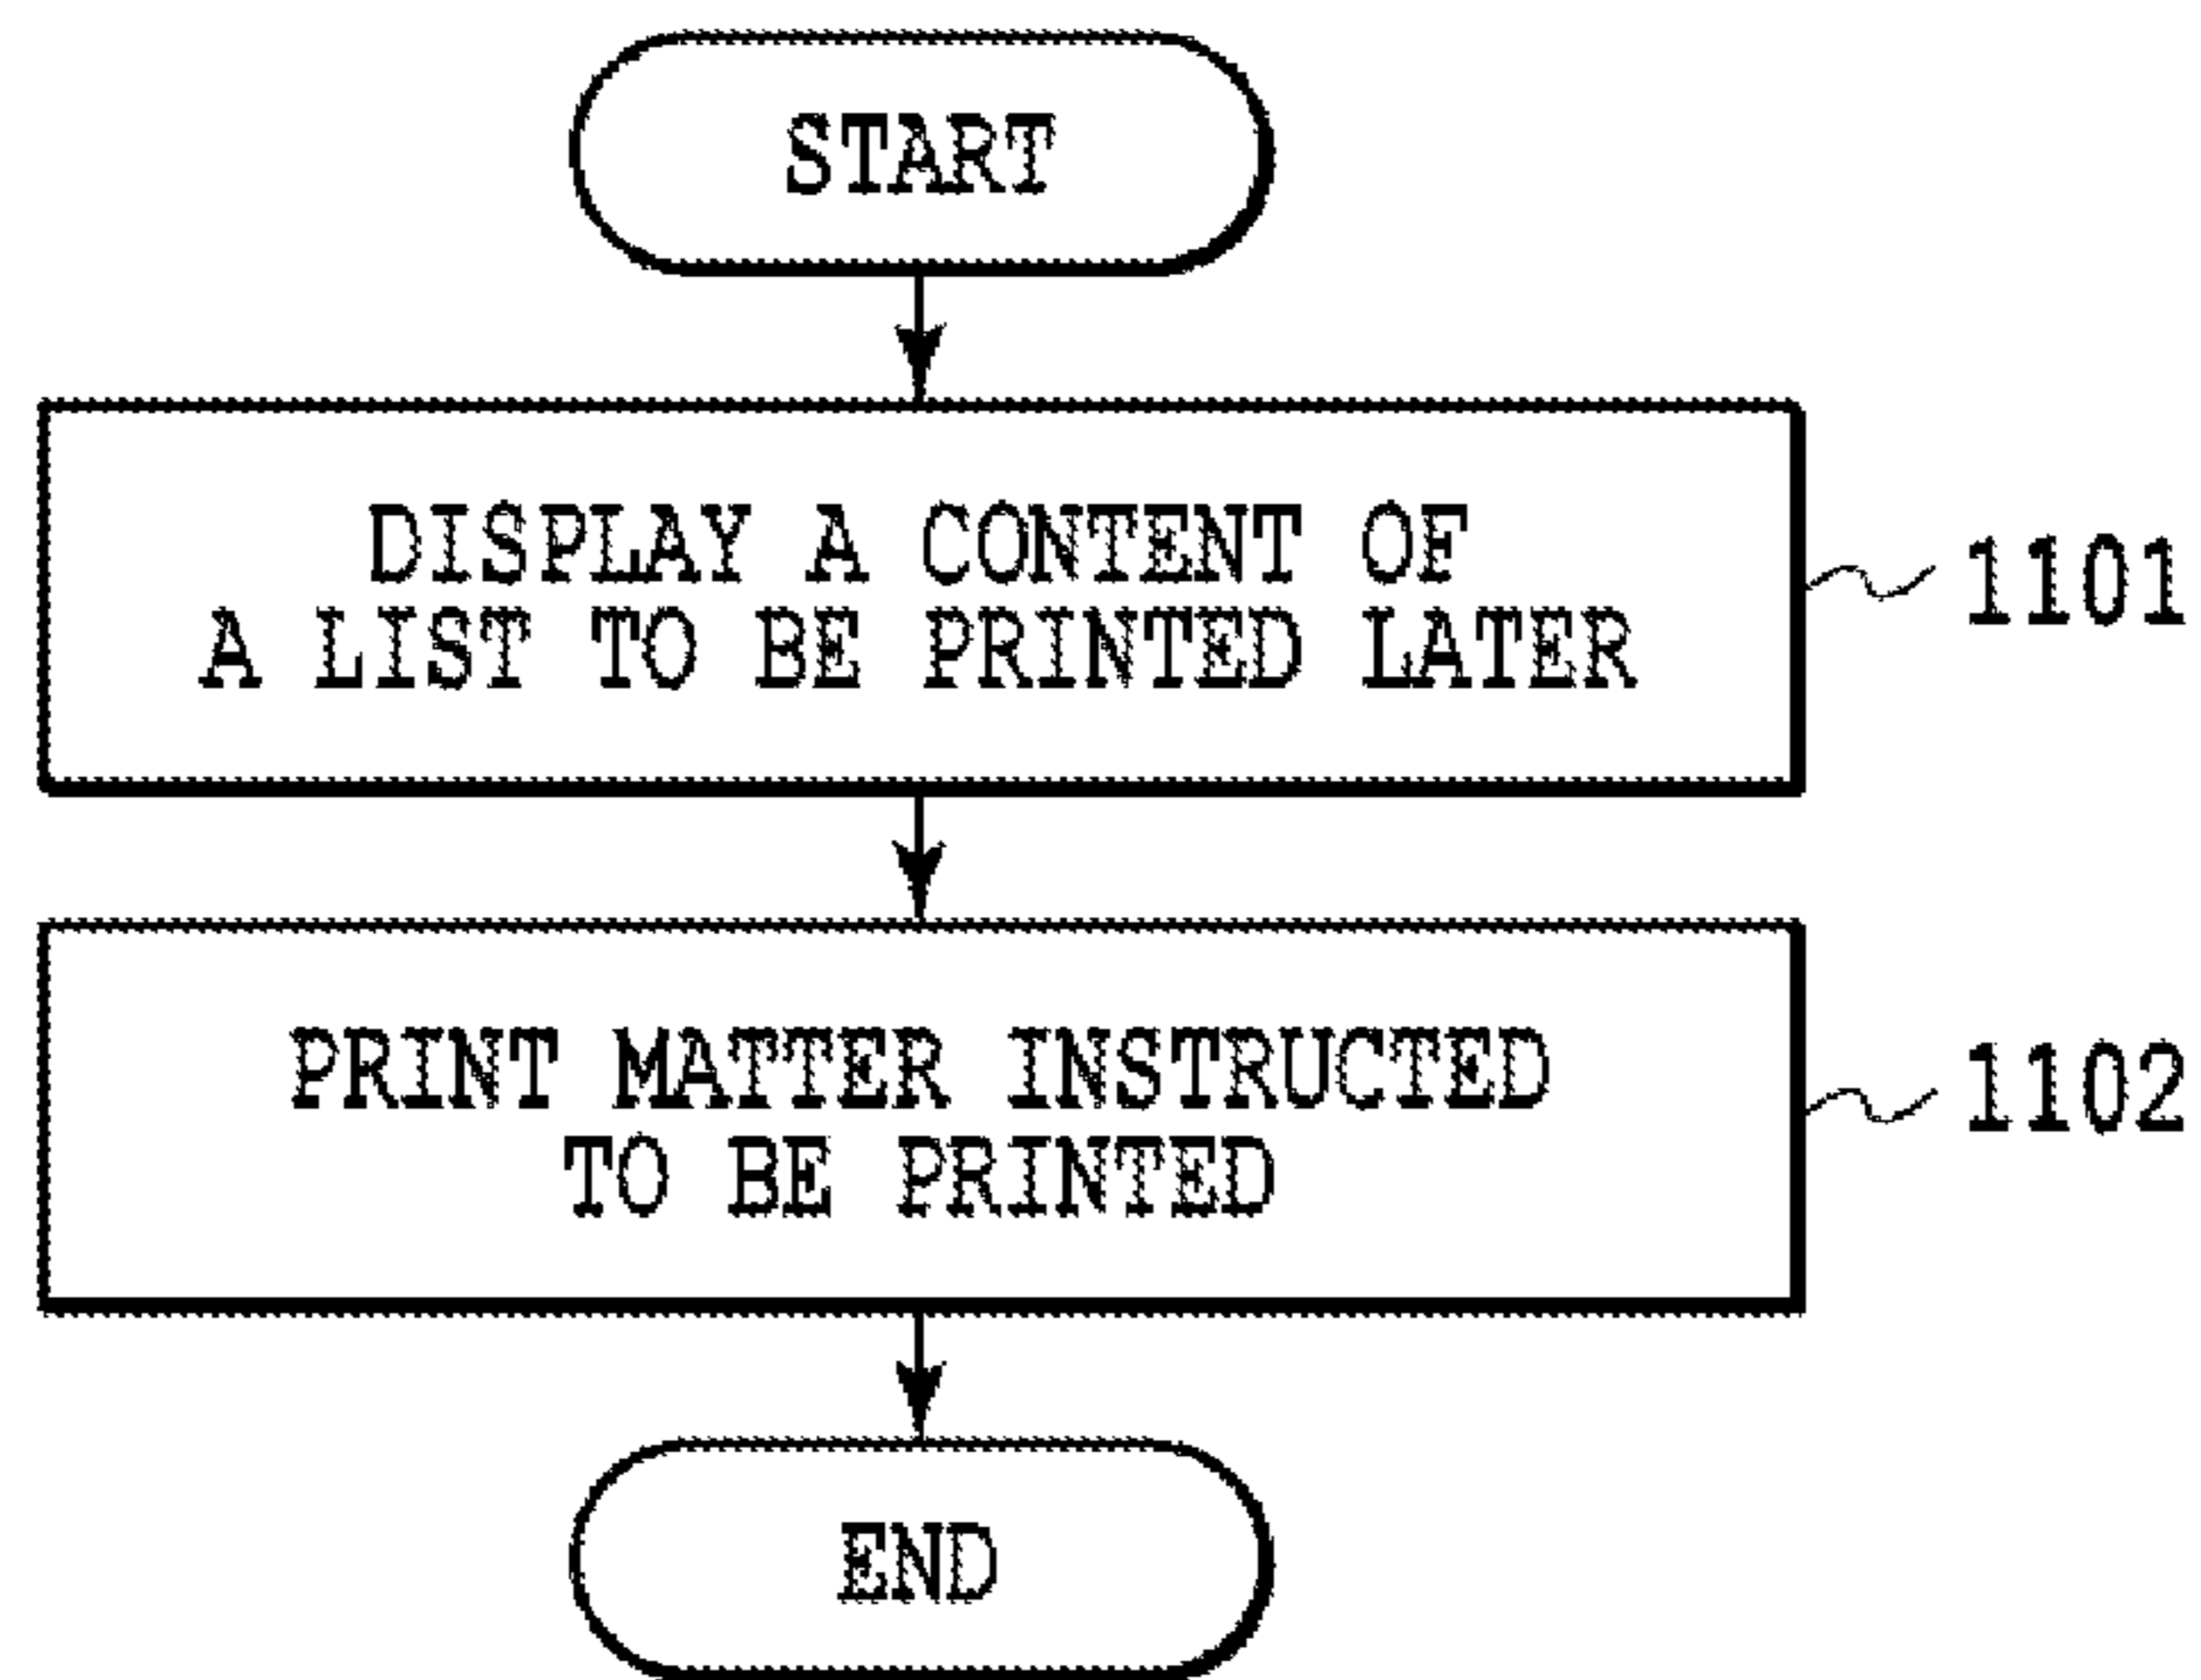 START
DISPLAY A CONTENT OF
A LIST TO BE PRINTED LATER
1101
PRINT MATTER INSTRUCTED
TO BE PRINTED
1102
END